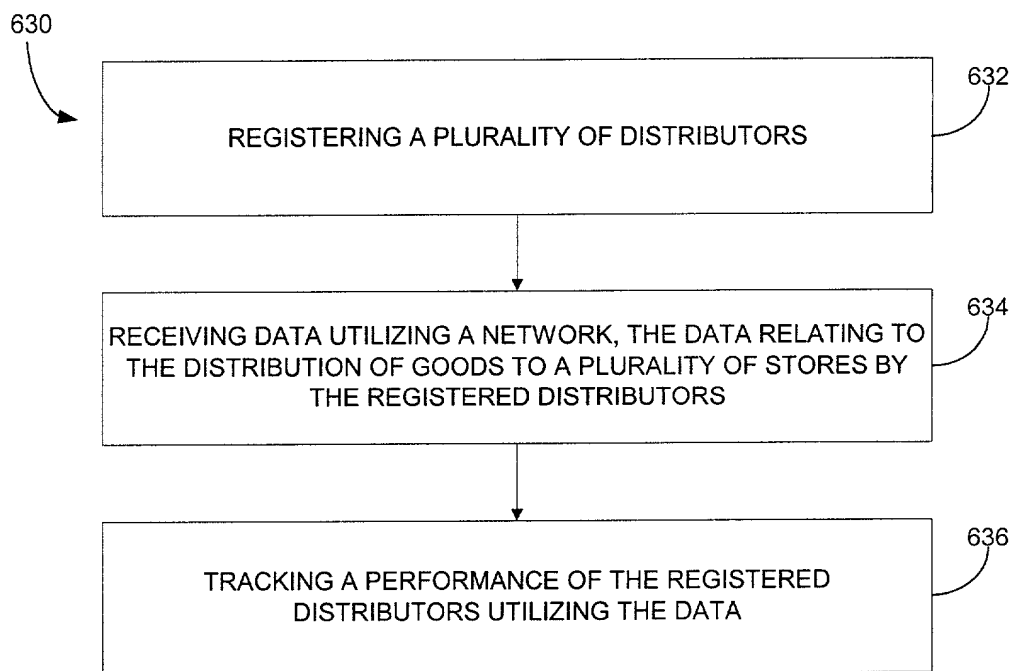 630
632
REGISTERING A PLURALITY OF DISTRIBUTORS
634
RECEIVING DATA UTILIZING A NETWORK, THE DATA RELATING TO
THE DISTRIBUTION OF GOODS TO A PLURALITY OF STORES BY
THE REGISTERED DISTRIBUTORS
636
TRACKING A PERFORMANCE OF THE REGISTERED
DISTRIBUTORS UTILIZING THE DATA